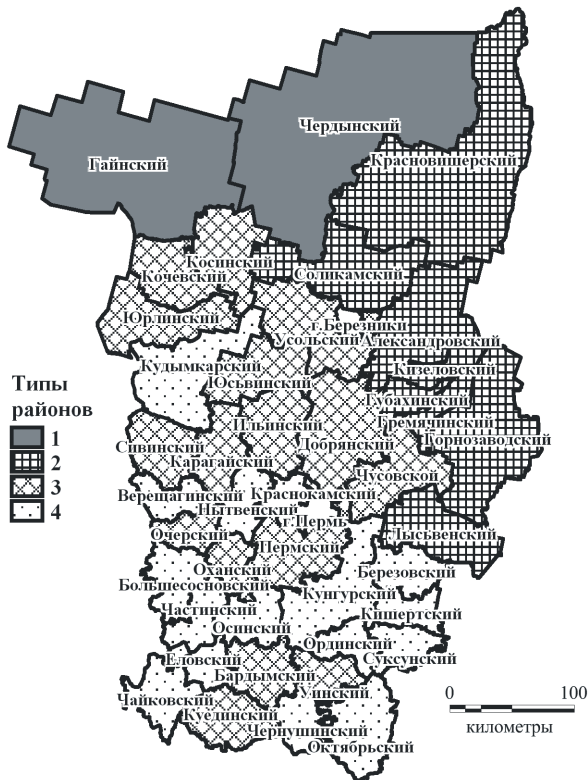 Чердынский
Гайнский
Красновишерский
Косинский
Кочевский
Соликамский
Юрлинский
г.Березники
Усольский
Александровский
Кудымкарский
Кизеловский
Юсьвинский
Типы
районов
1
2
3
4
Губахинский
Гремячинский
Ильинский
Добрянский
Горнозаводский
Сивинский
Карагайский
Чусовской
Верещагинский
Краснокамский
Нытвенский
г.Пермь
Очерский
Пермский
Лысьвенский
Оханский
Березовский
Большесосновский
Кунгурский
Частинский
Кишертский
Осинский
Ординский
Суксунский
Еловский
Бардымский
Уинский
Чайковский
Куединский
Чернушинский
Октябрьский
0 100
километры